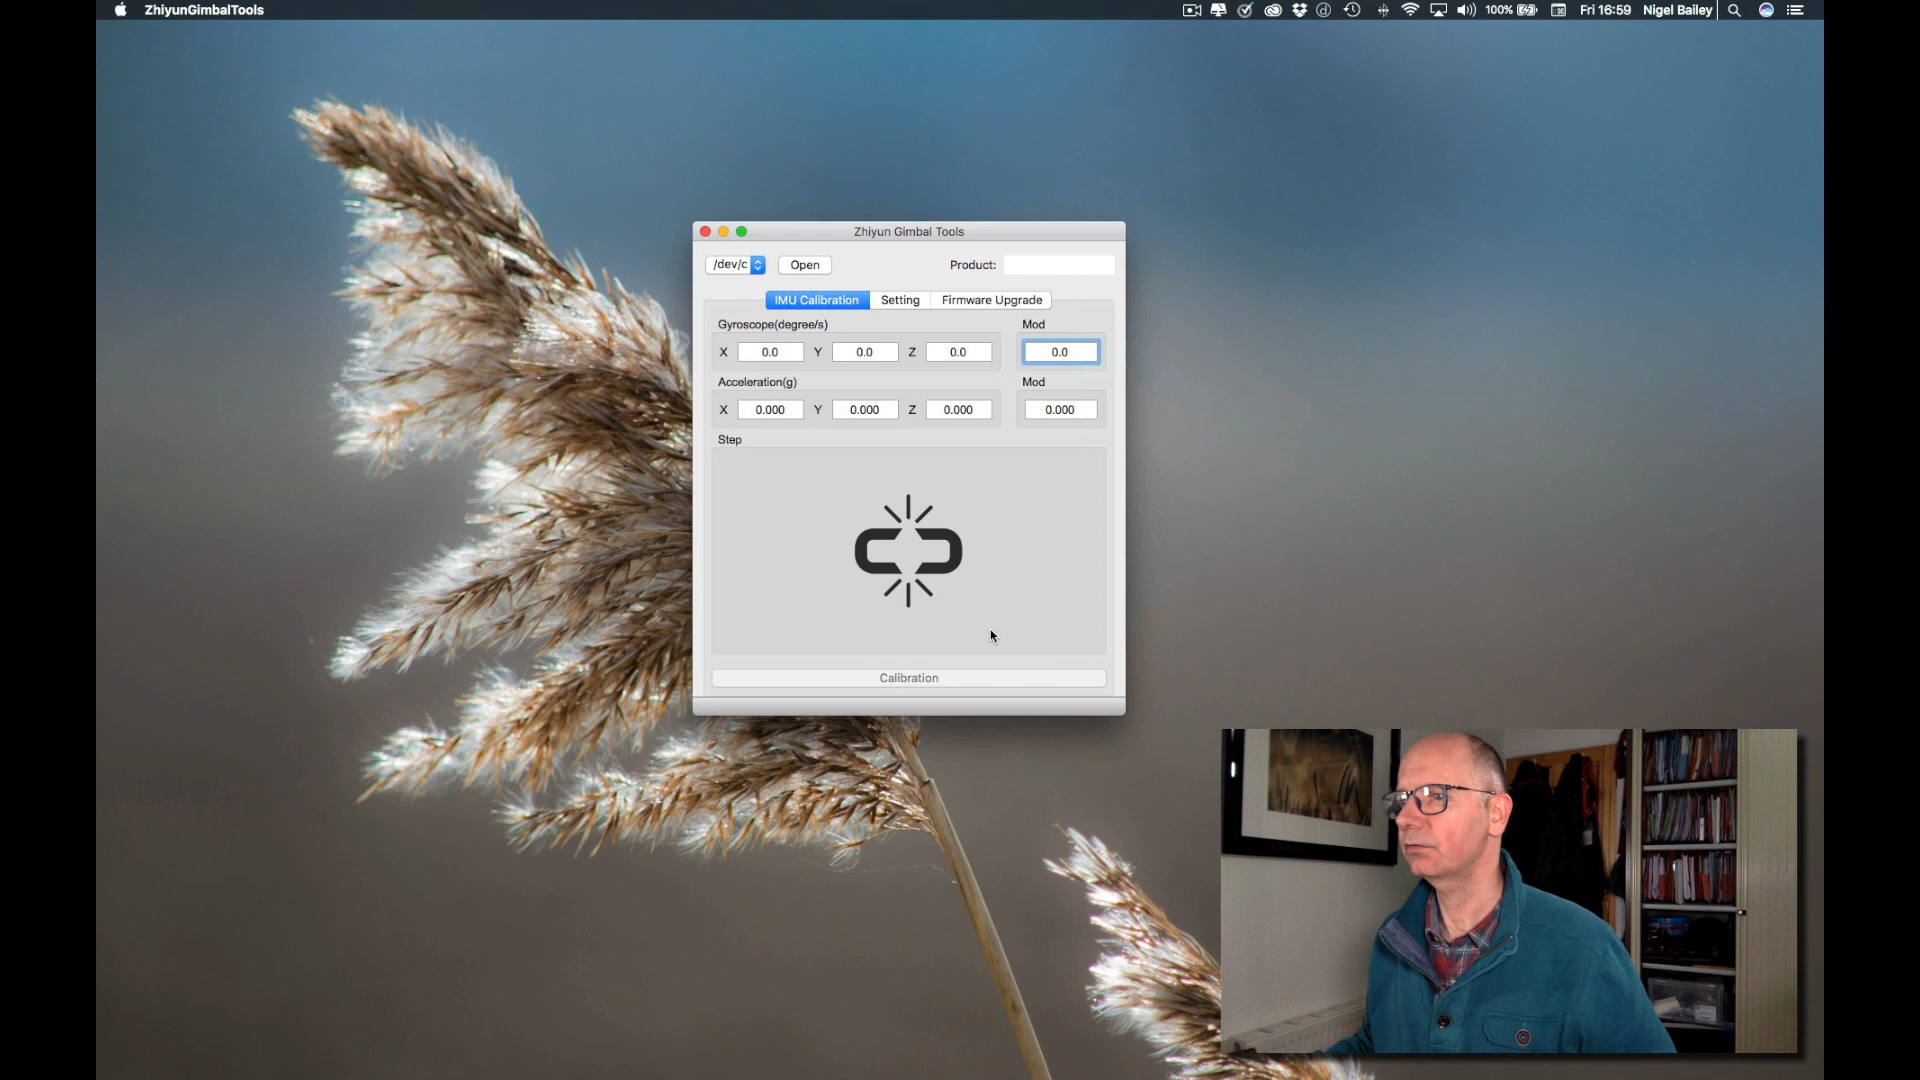 ZhiyunGimbalTools
100%
Fri 16:59 Nigel Bailey
Zhiyun Gimbal Tools
/dev/c Open Product:
IMU Calibration Setting Firmware Upgrade
Gyroscope(degree/s) Mod
X 0.0 Y 0.0 Z 0.0 0.0
Acceleration(g) Mod
X 0.000 Y 0.000 Z 0.000 0.000
Step
Calibration